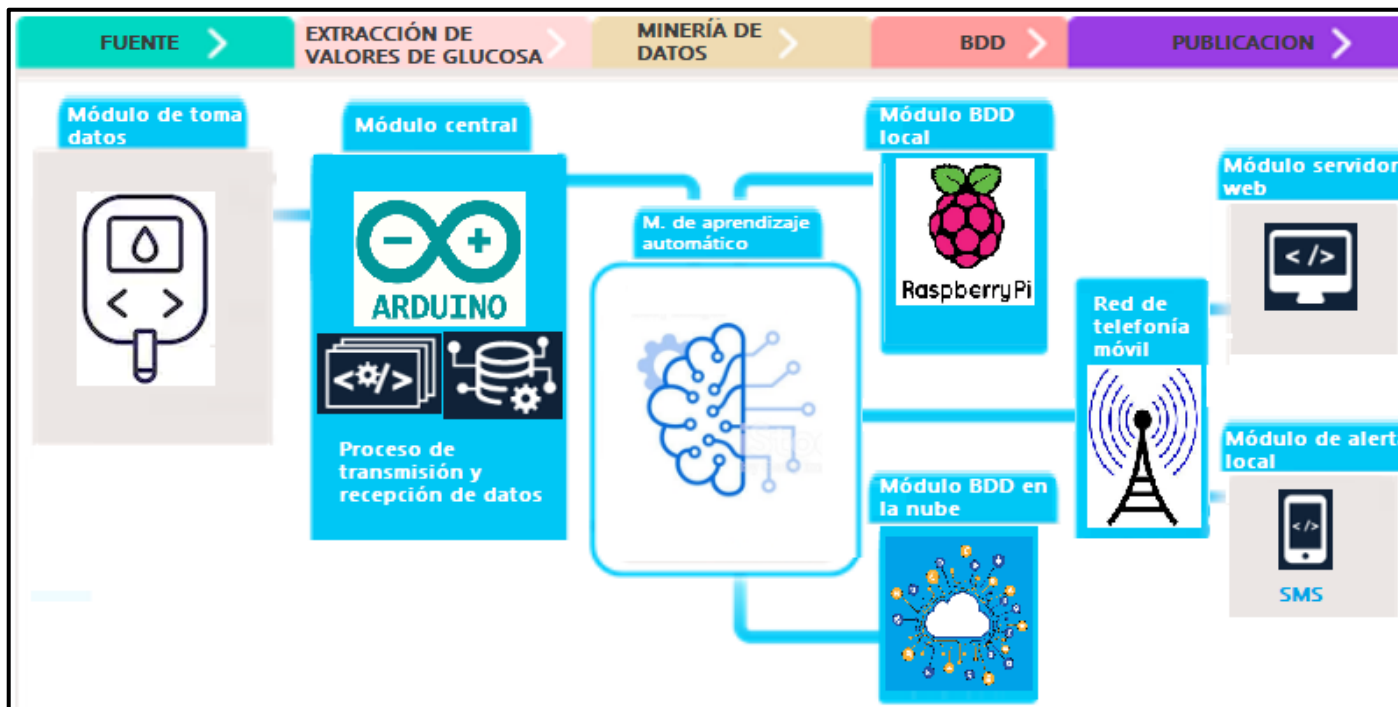 FUENTE
EXTRACCIÓN DE
VALORES DE GLUCOSA
MINERÍA DE
DATOS
BDD
PUBLICACION
Módulo de toma
datos
Módulo central
ARDUINO
Proceso de
transmisión y
recepción de datos
M. de aprendizaje
automático
Módulo BDD
local
RaspberryPi
Módulo BDD en
la nube
Red de
telefonía
móvil
Módulo servidor
web
</>
Módulo de alert
local
</>
SMS